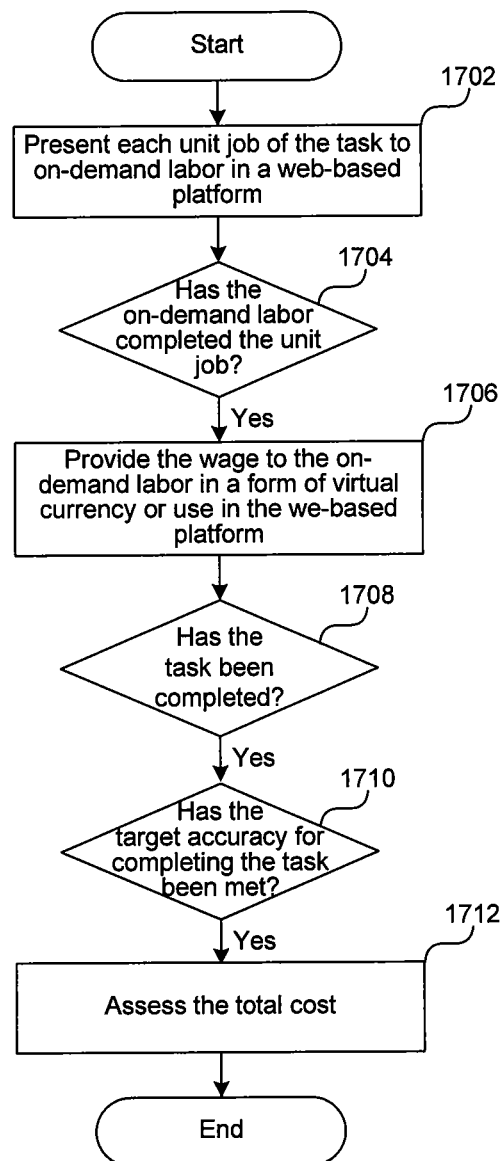 Start
1702
Present each unit job of the task to
on-demand labor in a web-based
platform
1704
Has the
on-demand labor
completed the unit
job?
Yes
1706
Provide the wage to the on-
demand labor in a form of virtual
currency or use in the we-based
platform
1708
Has the
task been
completed?
Yes
1710
Has the
target accuracy for
completing the task
been met?
Yes
1712
Assess the total cost
End